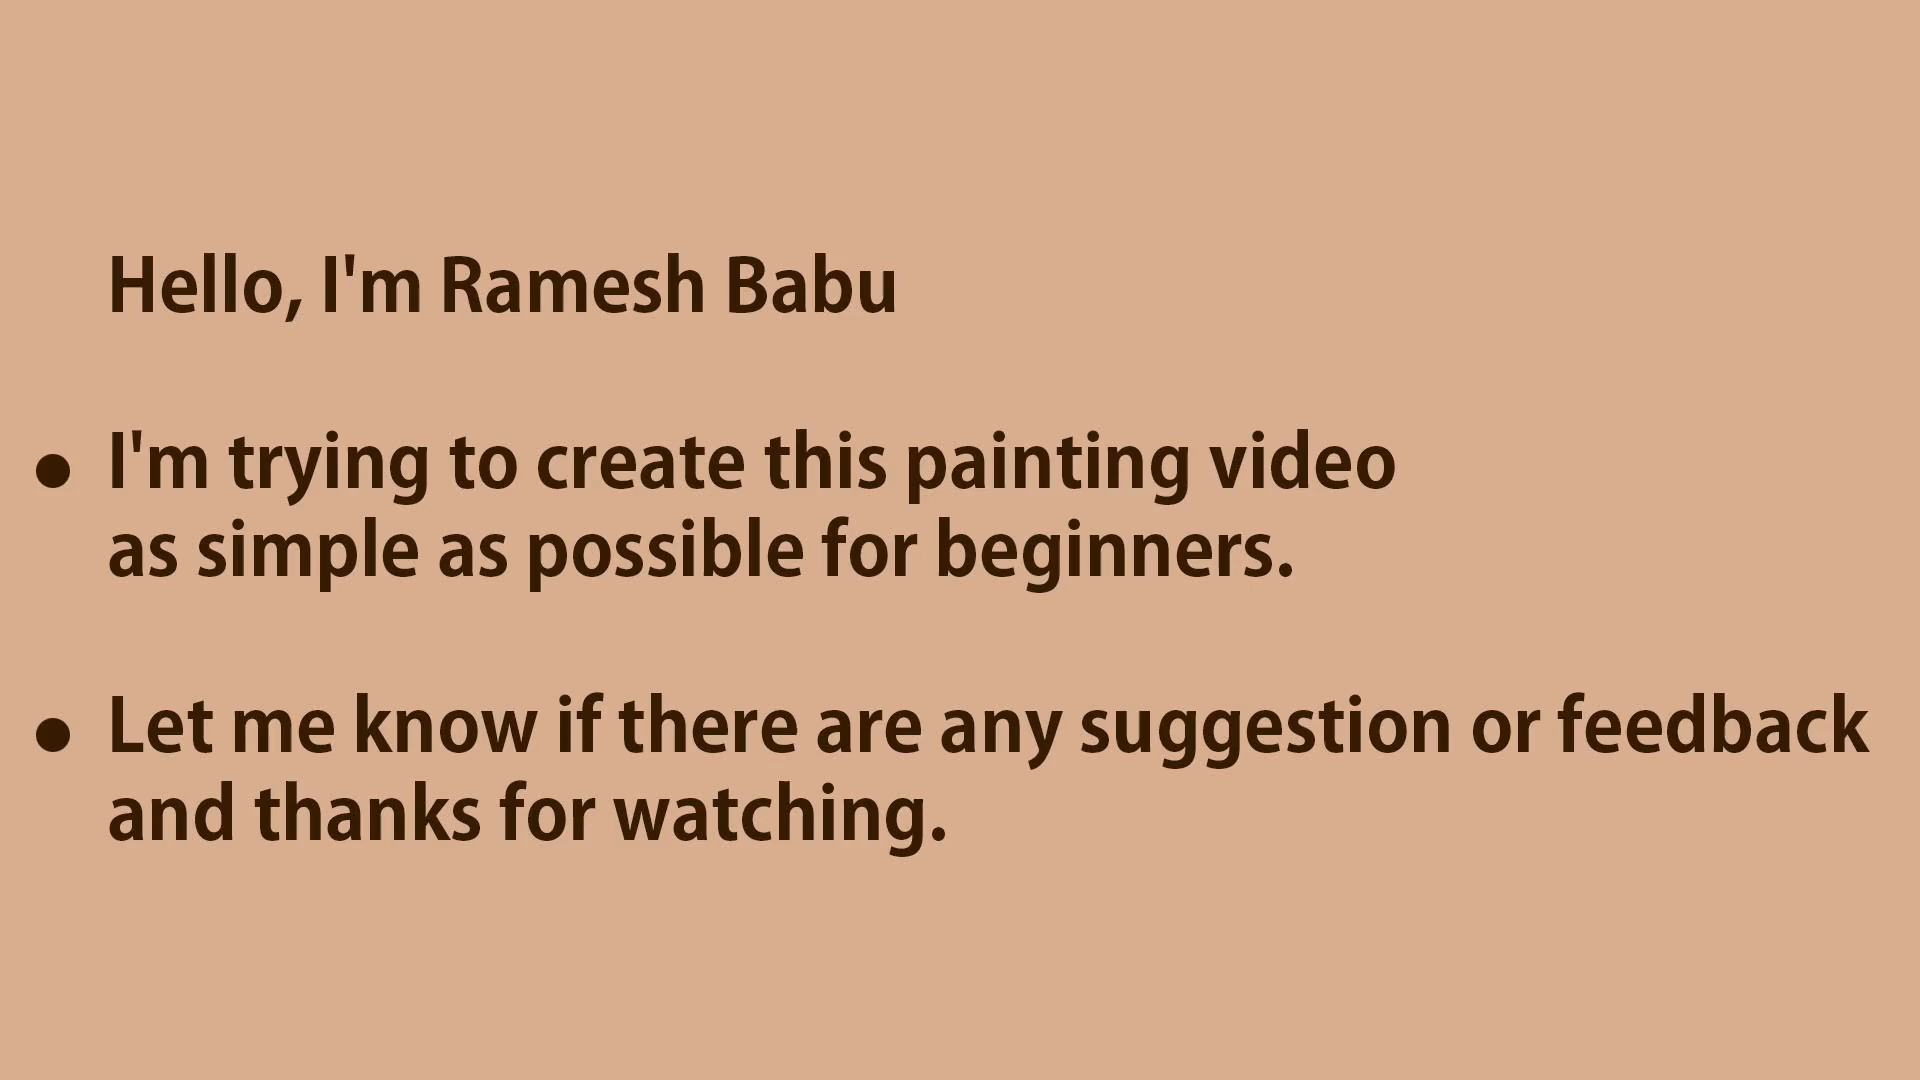 Hello, I'm Ramesh Babu
● I'm trying to create this painting video
as simple as possible for beginners.
● Let me know if there are any suggestion or feedback
and thanks for watching.